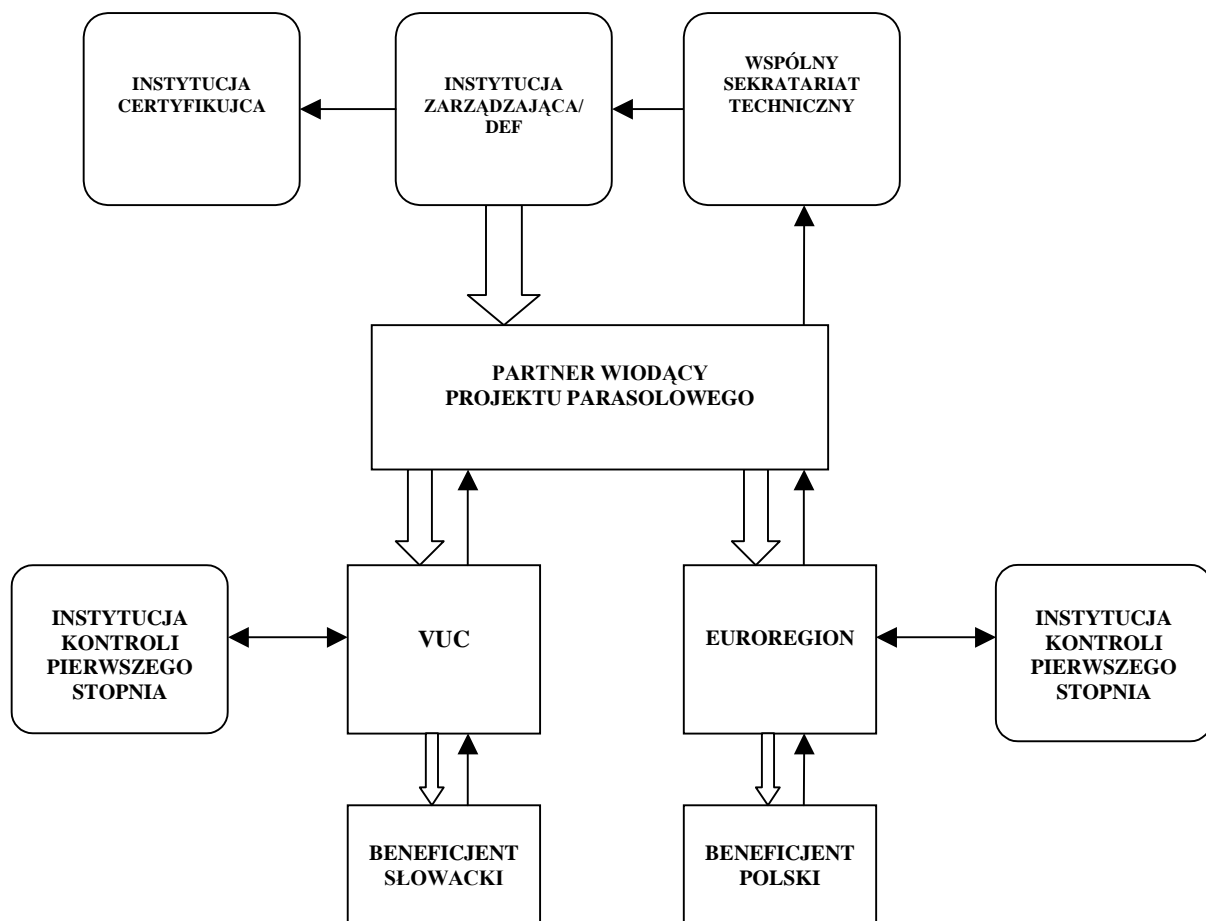 INSTYTUCJA
CERTYFIKUJCA
INSTYTUCJA
ZARZĄDZAJĄCA/
DEF
WSPÓLNY
SEKRATARIAT
TECHNICZNY
PARTNER WIODĄCY
PROJEKTU PARASOLOWEGO
INSTYTUCJA
KONTROLI
PIERWSZEGO
STOPNIA
VUC
EUROREGION
INSTYTUCJA
KONTROLI
PIERWSZEGO
STOPNIA
BENEFICJENT
SŁOWACKI
BENEFICJENT
POLSKI